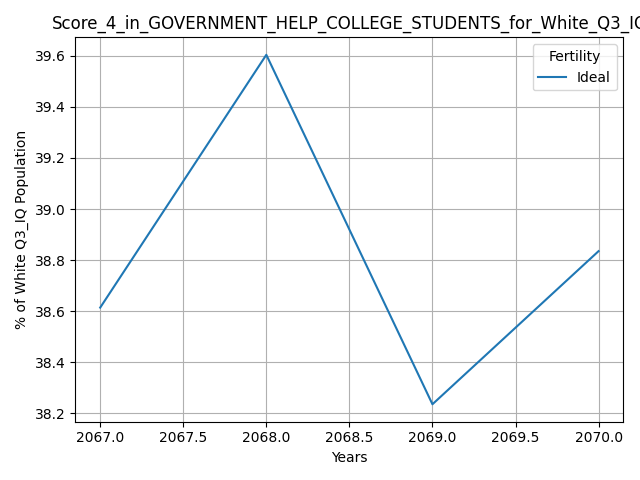 Score_4_in_GOVERNMENT_HELP_COLLEGE_STUDENTS_for_White_Q3_IQ
Fertility
Ideal
39.6
39.4
39.2
39.0
38.8
38.6
38.4
38.2
% of White Q3_IQ Population
2067.0 2067.5 2068.0 2068.5 2069.0 2069.5 2070.0
Years